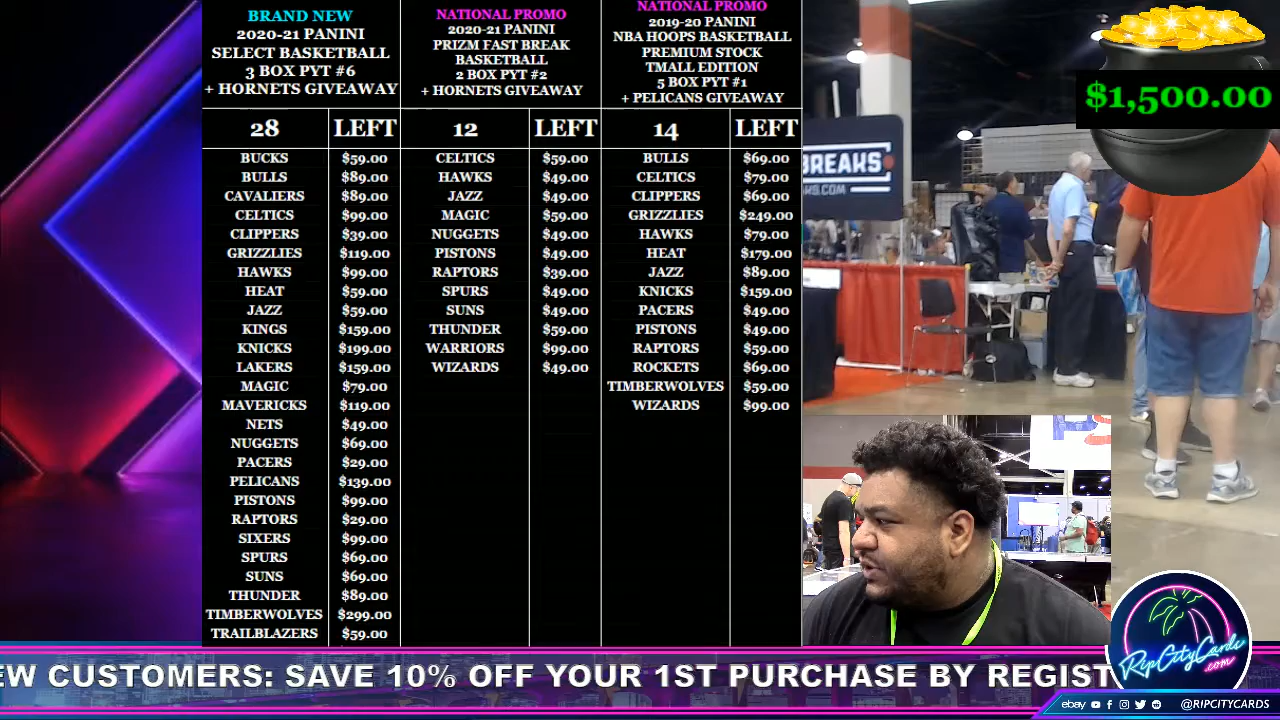 BRAND NEW
2020-21 PANINI
SELECT BASKETBALL
3 BOX PYT #6
+ HORNETS GIVEAWAY
28 LEFT
BUCKS $59.00
BULLS $89.00
CAVALIERS $89.00
CELTICS $99.00
CLIPPERS $39.00
GRIZZLIES $119.00
HAWKS $99.00
HEAT $59.00
JAZZ $59.00
KINGS $159.00
KNICKS $199.00
LAKERS $159.00
MAGIC $79.00
MAVERICKS $119.00
NETS $49.00
NUGGETS $69.00
PACERS $29.00
PELICANS $139.00
PISTONS $99.00
RAPTORS $29.00
SIXERS $99.00
SPURS $69.00
SUNS $69.00
THUNDER $89.00
TIMBERWOLVES $299.00
TRAILBLAZERS $59.00
NATIONAL PROMO
2020-21 PANINI
PRIZM FAST BREAK
BASKETBALL
2 BOX PYT #2
+ HORNETS GIVEAWAY
12 LEFT
CELTICS $59.00
HAWKS $49.00
JAZZ $49.00
MAGIC $59.00
NUGGETS $49.00
PISTONS $49.00
RAPTORS $39.00
SPURS $49.00
SUNS $49.00
THUNDER $59.00
WARRIORS $99.00
WIZARDS $49.00
NATIONAL PROMO
2019-20 PANINI
NBA HOOPS BASKETBALL
PREMIUM STOCK
TMALL EDITION
5 BOX PYT #1
+ PELICANS GIVEAWAY
14 LEFT
BULLS $69.00
CELTICS $79.00
CLIPPERS $69.00
GRIZZLIES $249.00
HAWKS $79.00
HEAT $179.00
JAZZ $89.00
KNICKS $159.00
PACERS $49.00
PISTONS $49.00
RAPTORS $59.00
ROCKETS $69.00
TIMBERWOLVES $59.00
WIZARDS $99.00
$1,500.00
BREAKS
KS.COM
EW CUSTOMERS: SAVE 10% OFF YOUR 1ST PURCHASE BY REGIST
RipCityCards
.com
ebay @RIPCITYCARDS